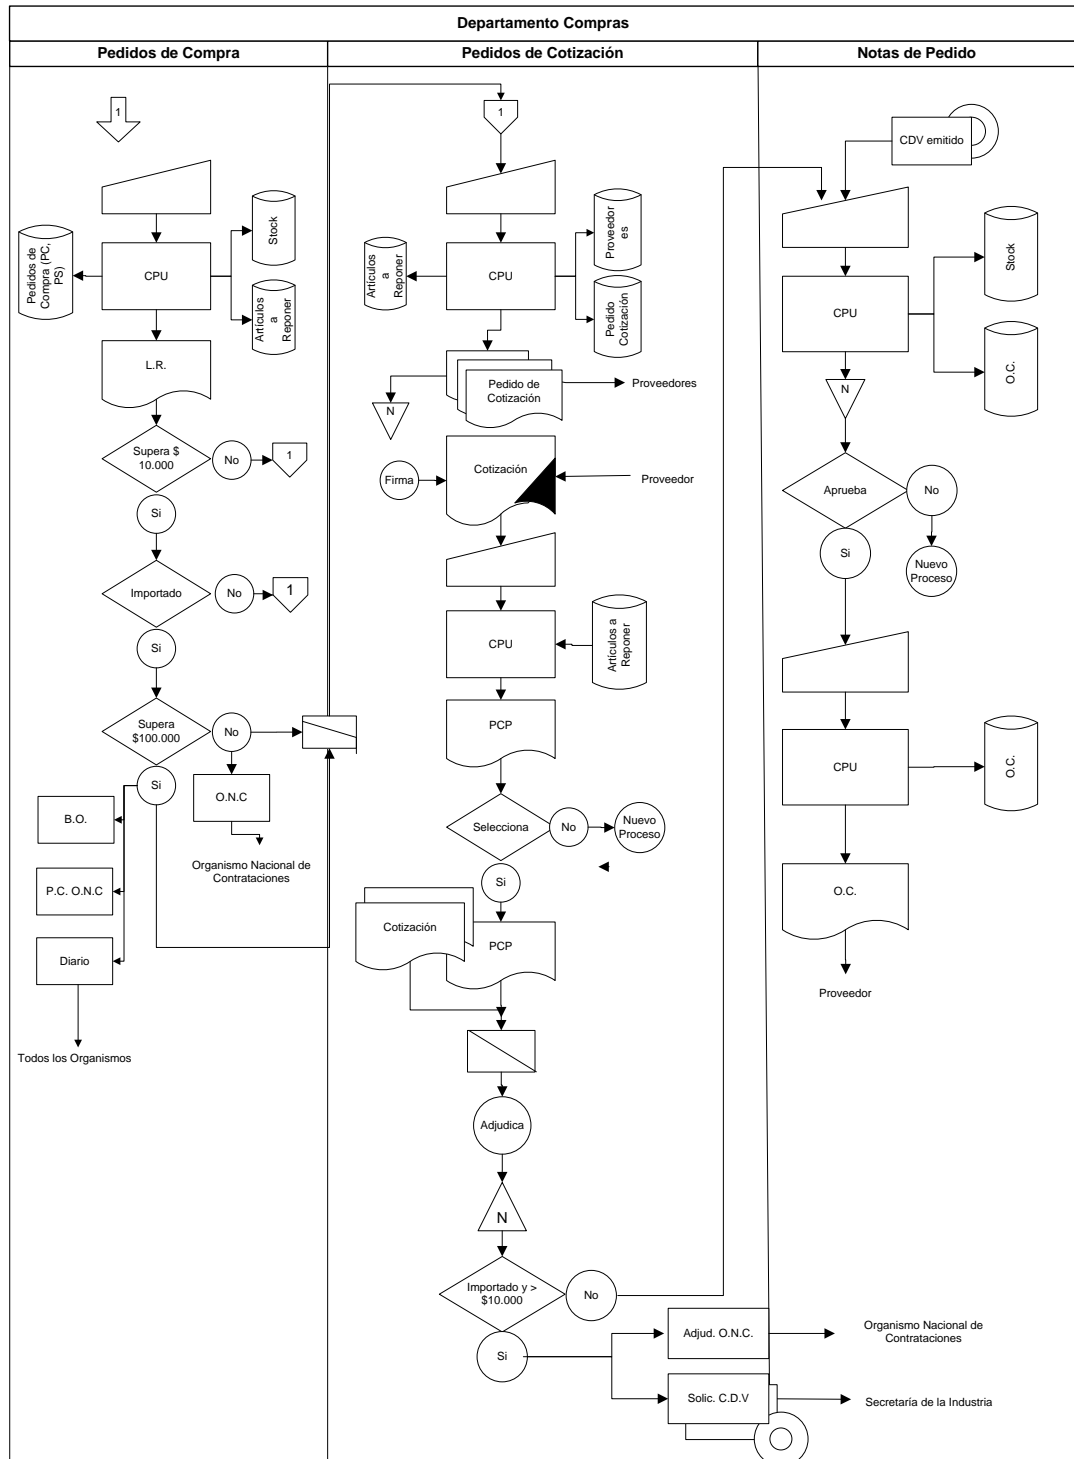 Departamento Compras
Pedidos de Compra
Pedidos de Cotización
Notas de Pedido
1
Pedidos de
Compra (PC,
PS)
CPU
Stock
Artículos
a
Reponer
L.R.
Supera $
10.000
No
1
Si
Importado
No
1
Si
Supera
$100.000
No
Si
O.N.C
Organismo Nacional de
Contrataciones
B.O.
P.C. O.N.C
Diario
Todos los Organismos
1
Artículos
a
Reponer
CPU
Proveedor
es
Pedido
Cotización
N
Pedido de
Cotización
Proveedores
Firma
Cotización
Proveedor
CPU
Artículos a
Reponer
PCP
Selecciona
No
Nuevo
Proceso
Si
Cotización
PCP
Adjudica
N
Importado y >
$10.000
No
Si
Adjud. O.N.C.
Organismo Nacional de
Contrataciones
Solic. C.D.V
Secretaría de la Industria
CDV emitido
CPU
Stock
O.C.
N
Aprueba
No
Si
Nuevo
Proceso
CPU
O.C.
O.C.
Proveedor